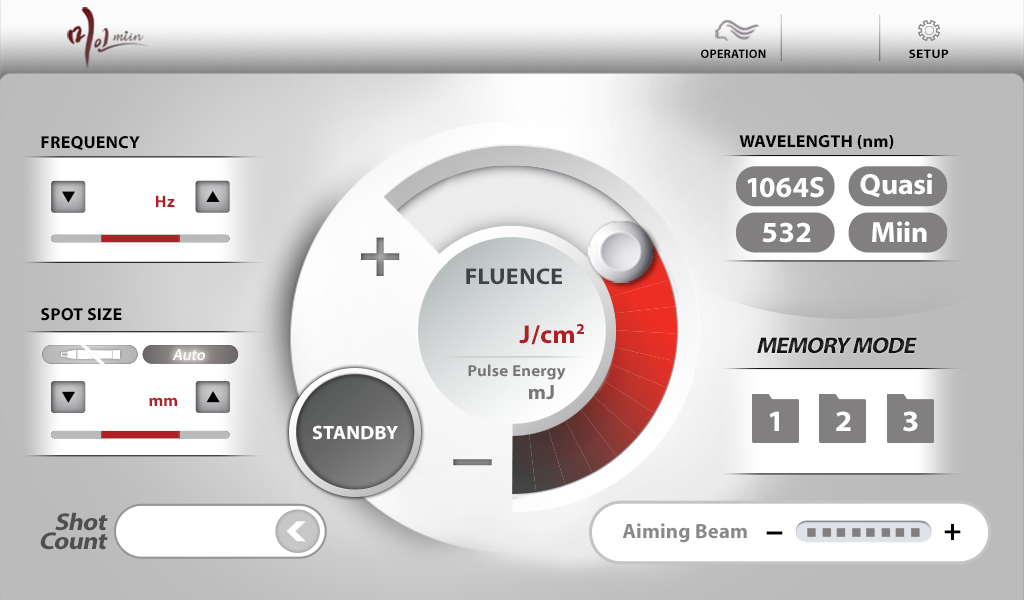 미인 miin
OPERATION
SETUP
FREQUENCY
Hz
SPOT SIZE
Auto
mm
Shot
Count
+
FLUENCE
J/cm²
Pulse Energy
mJ
STANDBY
−
WAVELENGTH (nm)
1064S Quasi
532 Miin
MEMORY MODE
1 2 3
Aiming Beam − +